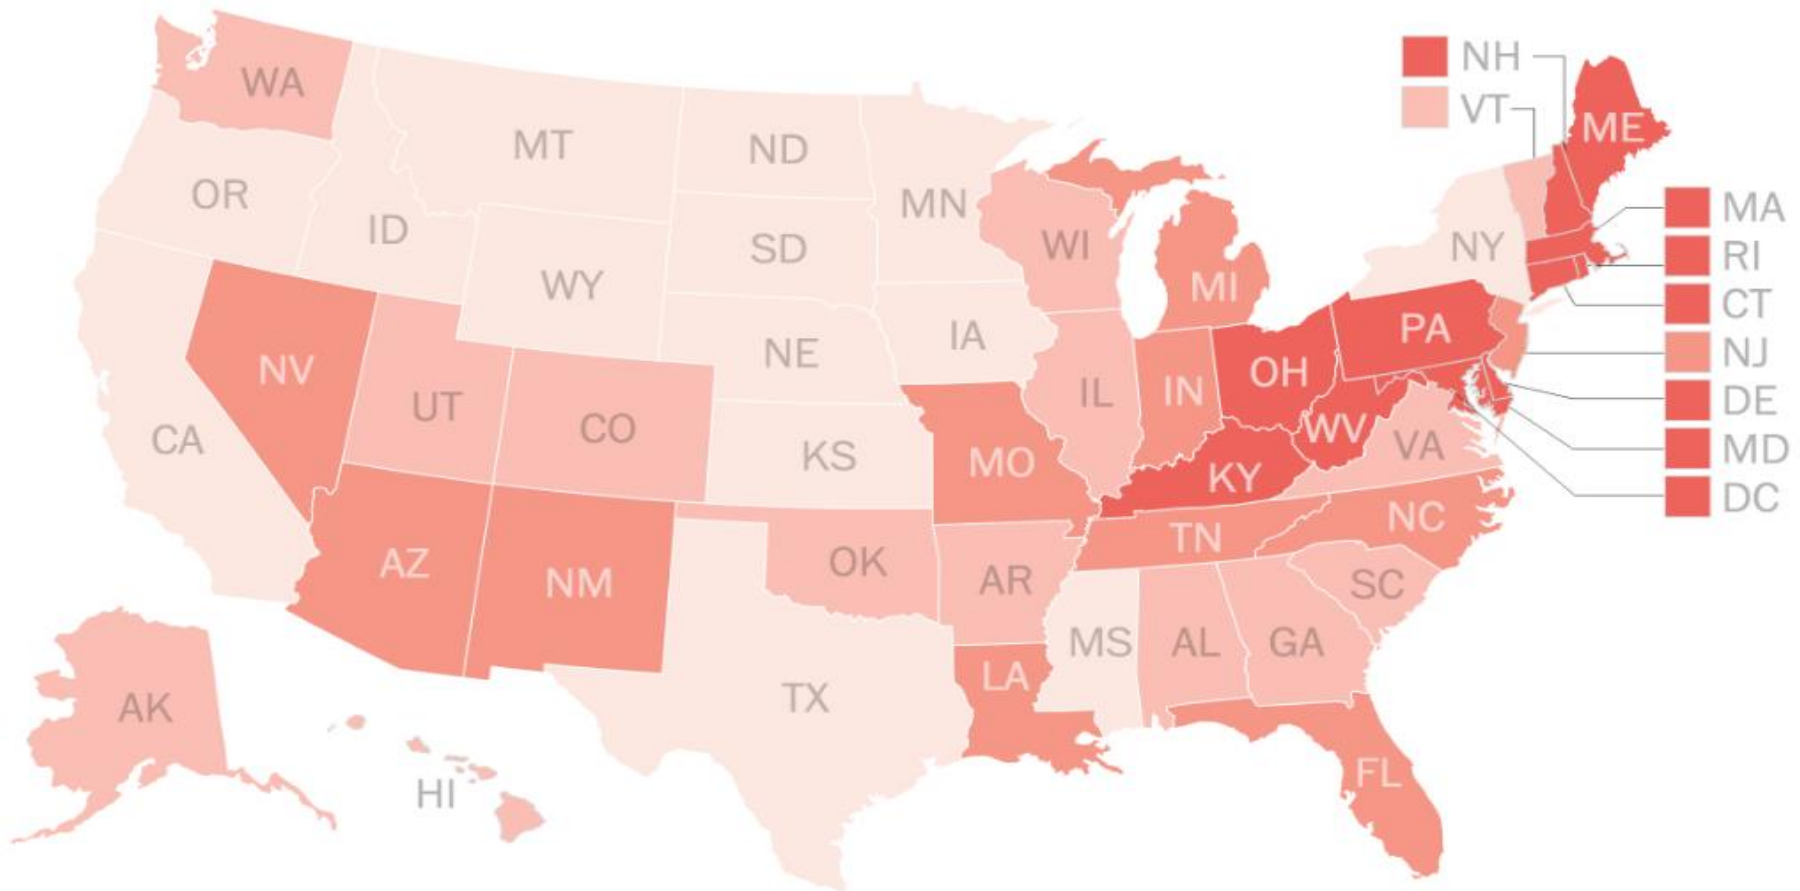 NH
WA
VT
ME
MT
ND
OR
MN
MA
ID
WI
NY
SD
RI
WY
MI
CT
PA
IA
NE
NJ
NV
OH
IN
IL
UT
DE
CO
WV
CA
VA
MD
KS
MO
KY
DC
NC
TN
OK
AZ
AR
NM
SC
MS
AL
GA
LA
TX
AK
FL
HI